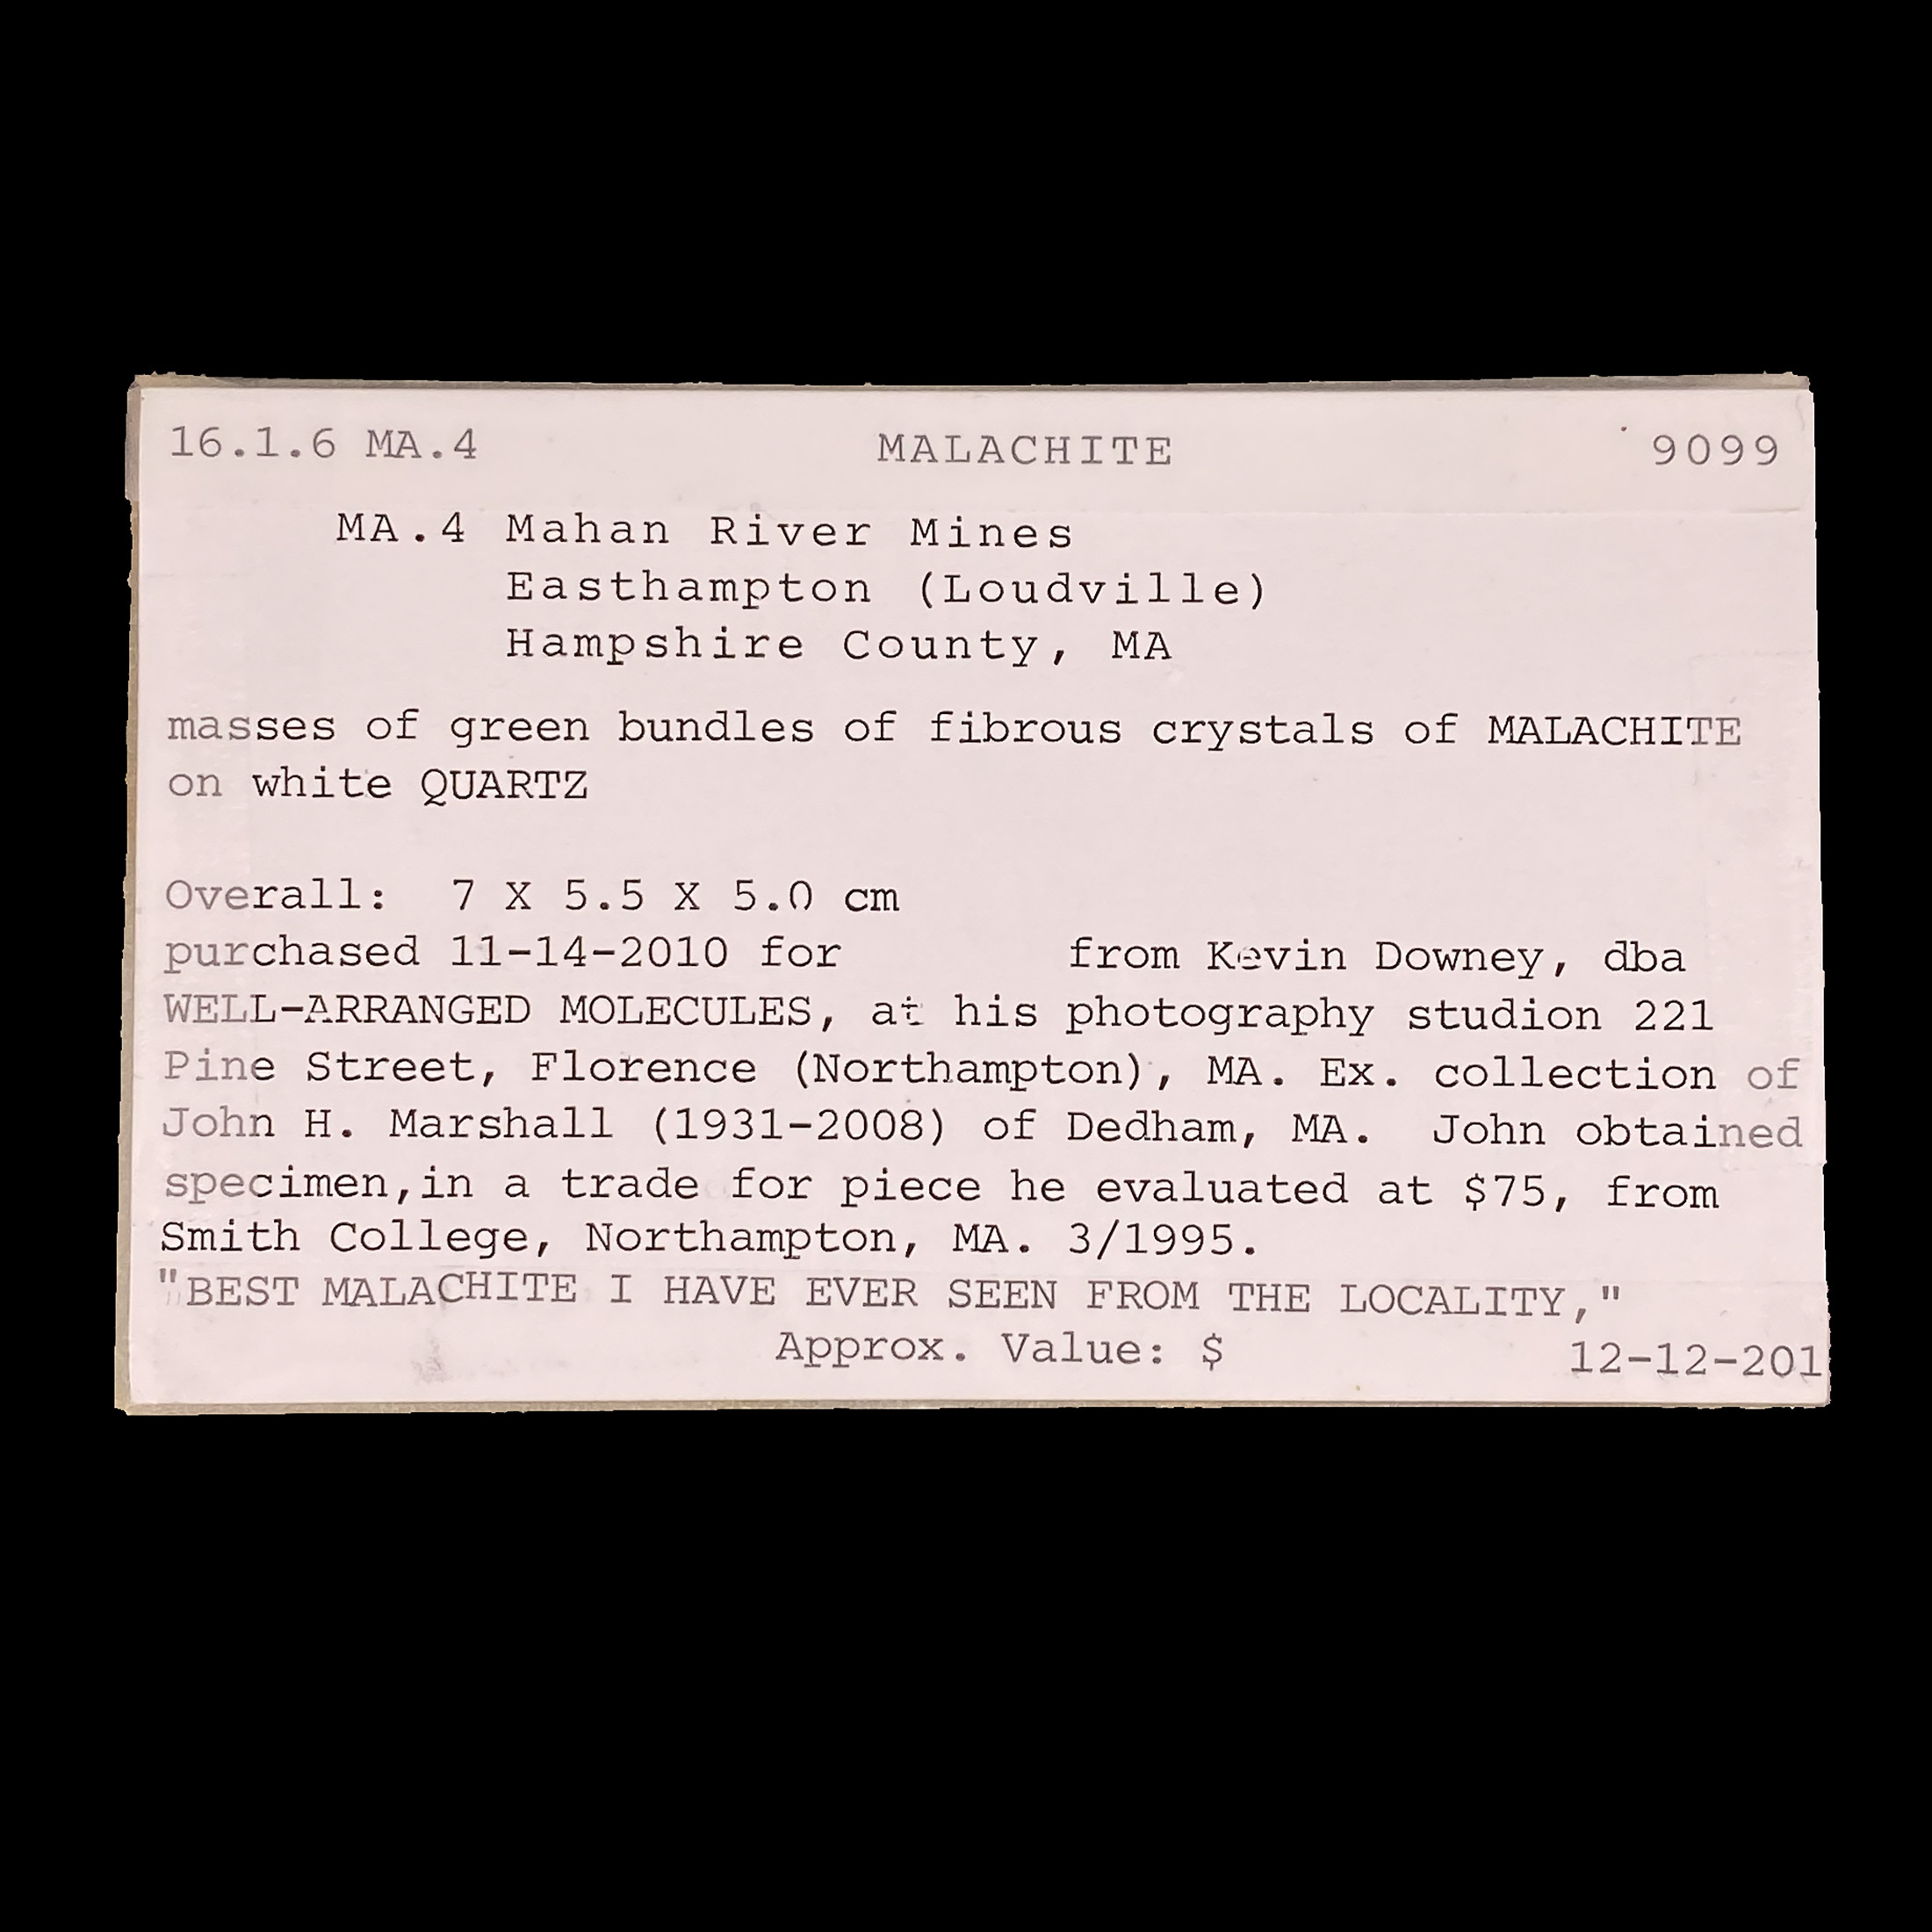 16.1.6 MA.4 MALACHITE 9099
MA.4 Mahan River Mines
Easthampton (Loudville)
Hampshire County, MA
masses of green bundles of fibrous crystals of MALACHITE
on white QUARTZ
Overall: 7 X 5.5 X 5.0 cm
purchased 11-14-2010 for from Kevin Downey, dba
WELL-ARRANGED MOLECULES, at his photography studion 221
Pine Street, Florence (Northampton), MA. Ex. collection of
John H. Marshall (1931-2008) of Dedham, MA. John obtained
specimen,in a trade for piece he evaluated at $75, from
Smith College, Northampton, MA. 3/1995.
"BEST MALACHITE I HAVE EVER SEEN FROM THE LOCALITY,"
Approx. Value: $ 12-12-201